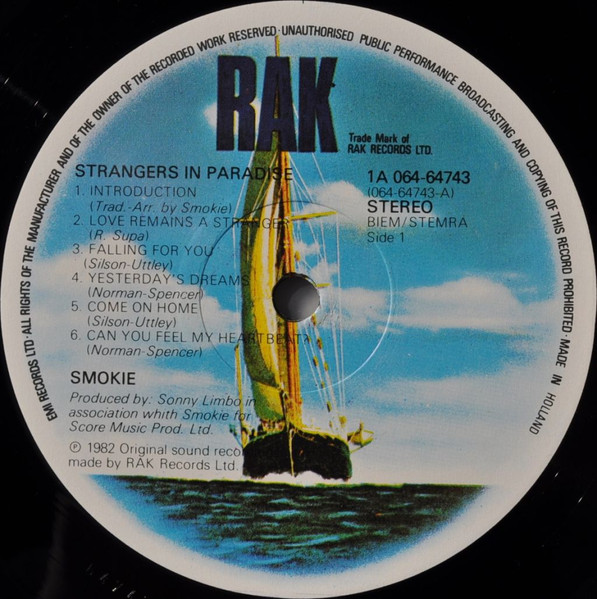 EMI RECORDS LTD·ALL RIGHTS OF THE MANUFACTURER AND OF THE OWNER OF THE RECORDED WORK RESERVED·UNAUTHORISED PUBLIC PERFORMANCE BROADCASTING AND COPYING OF THIS RECORD PROHIBITED·MADE IN HOLLAND
RAK
Trade Mark of
RAK RECORDS LTD.
STRANGERS IN PARADISE
1A 064-64743
(064-64743-A)
STEREO
BIEM/STEMRA
Side 1
1. INTRODUCTION
(Trad.-Arr. by Smokie)
2. LOVE REMAINS A STRANGER
(R. Supa)
3. FALLING FOR YOU
(Silson-Uttley)
4. YESTERDAY'S DREAMS
(Norman-Spencer)
5. COME ON HOME
(Silson-Uttley)
6. CAN YOU FEEL MY HEARTBEAT?
(Norman-Spencer)
SMOKIE
Produced by: Sonny Limbo in
association whith Smokie for
Score Music Prod. Ltd.
℗ 1982 Original sound reco
made by RAK Records Ltd.